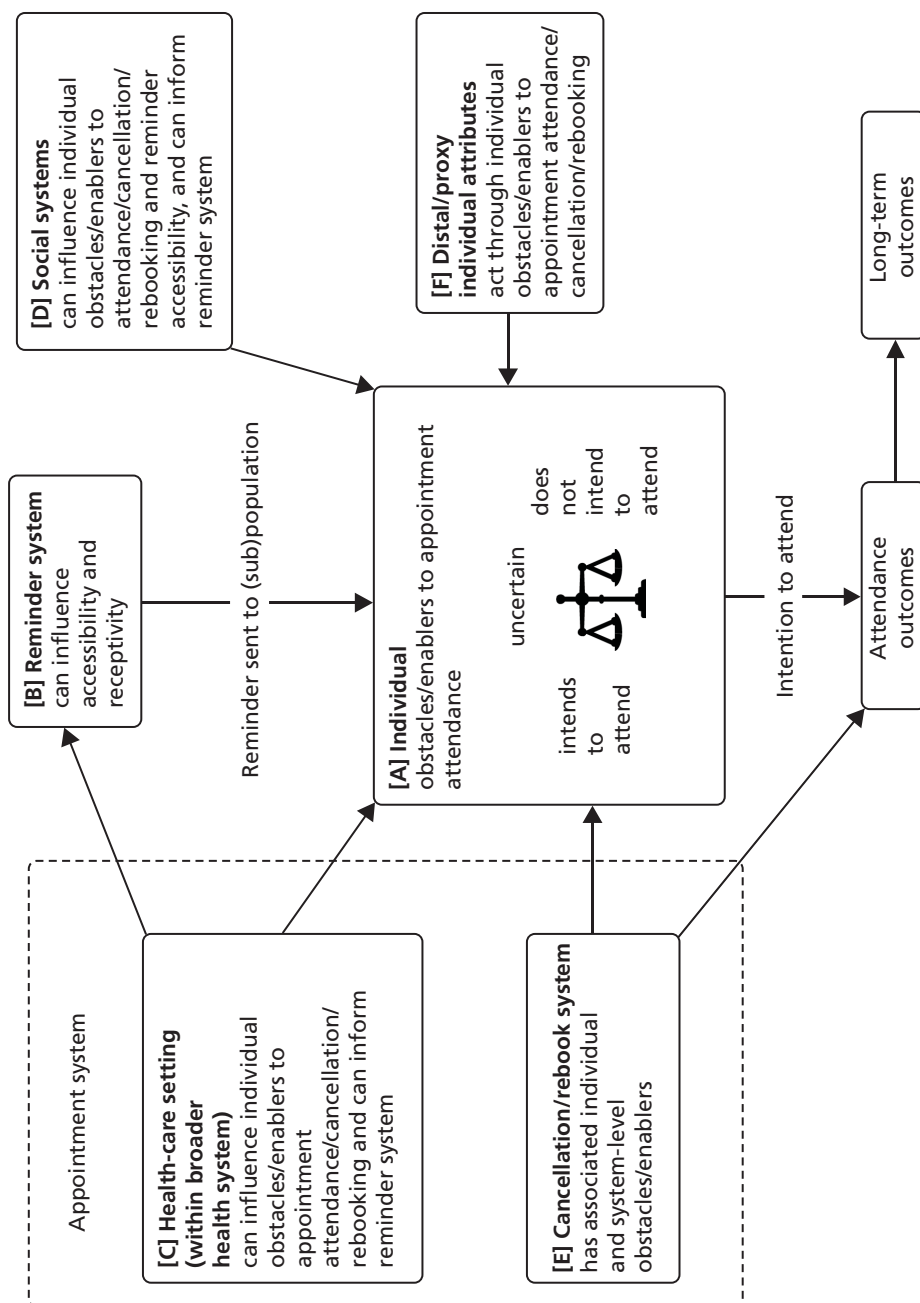 Appointment system
[C] Health-care setting
(within broader
health system)
can influence individual
obstacles/enablers to
appointment
attendance/cancellation/
rebooking and can inform
reminder system
[E] Cancellation/rebook system
has associated individual
and system-level
obstacles/enablers
[B] Reminder system
can influence
accessibility and
receptivity
Reminder sent to (sub)population
[A] Individual
obstacles/enablers to appointment
attendance
uncertain
intends
to
attend
does
not
intend
to
attend
Intention to attend
Attendance
outcomes
[D] Social systems
can influence individual
obstacles/enablers to
attendance/cancellation/
rebooking and reminder
accessibility, and can inform
reminder system
[F] Distal/proxy
individual attributes
act through individual
obstacles/enablers to
appointment attendance/
cancellation/rebooking
Long-term
outcomes